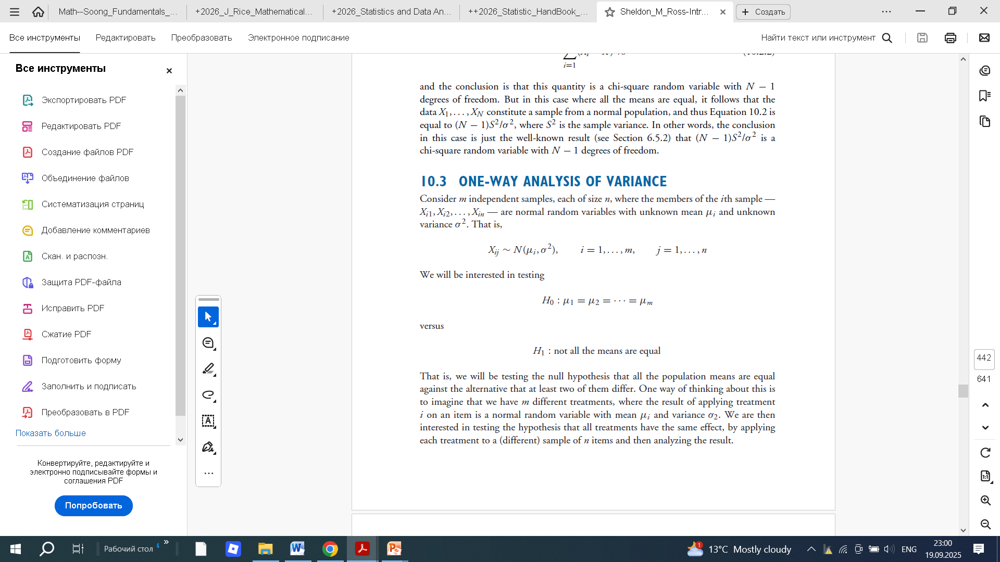 Math--Soong_Fundamentals_...
+2026_J_Rice_Mathematical...
+2026_Statistics and Data An...
++2026_Statistic_HandBook_...
Sheldon_M_Ross-Intr...
Создать
Все инструменты
Редактировать
Преобразовать
Электронное подписание
Найти текст или инструмент
Все инструменты
Экспортировать PDF
Редактировать PDF
Создание файлов PDF
Объединение файлов
Систематизация страниц
Добавление комментариев
Скан. и распозн.
Защита PDF-файла
Исправить PDF
Сжатие PDF
Подготовить форму
Заполнить и подписать
Преобразовать в PDF
Показать больше
Конвертируйте, редактируйте и
электронно подписывайте формы и
соглашения PDF
Попробовать
i=1
and the conclusion is that this quantity is a chi-square random variable with N − 1
degrees of freedom. But in this case where all the means are equal, it follows that the
data X1, . . . , XN constitute a sample from a normal population, and thus Equation 10.2 is
equal to (N − 1)S²/σ², where S² is the sample variance. In other words, the conclusion
in this case is just the well-known result (see Section 6.5.2) that (N − 1)S²/σ² is a
chi-square random variable with N − 1 degrees of freedom.
10.3 ONE-WAY ANALYSIS OF VARIANCE
Consider m independent samples, each of size n, where the members of the ith sample —
Xi1, Xi2, . . . , Xin — are normal random variables with unknown mean μi and unknown
variance σ². That is,
Xij ∼ N(μi, σ²), i = 1, . . . , m, j = 1, . . . , n
We will be interested in testing
H0 : μ1 = μ2 = · · · = μm
versus
H1 : not all the means are equal
That is, we will be testing the null hypothesis that all the population means are equal
against the alternative that at least two of them differ. One way of thinking about this is
to imagine that we have m different treatments, where the result of applying treatment
i on an item is a normal random variable with mean μi and variance σ2. We are then
interested in testing the hypothesis that all treatments have the same effect, by applying
each treatment to a (different) sample of n items and then analyzing the result.
442
641
Рабочий стол
13°C Mostly cloudy
ENG
23:00
19.09.2025